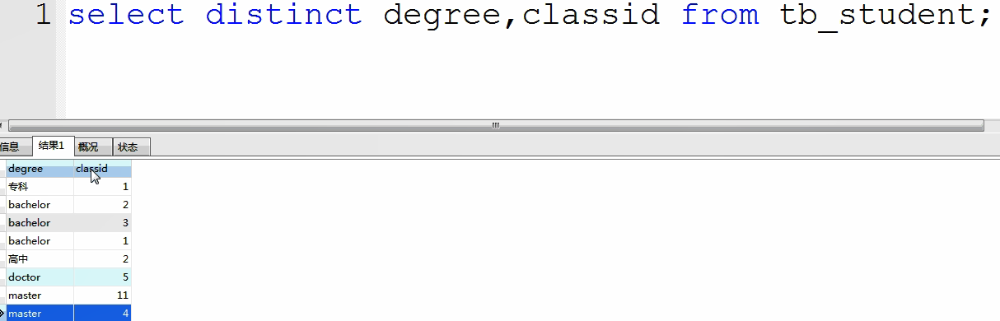 1 select distinct degree,classid from tb_student;
信息 结果1 概况 状态
degree classid
专科 1
bachelor 2
bachelor 3
bachelor 1
高中 2
doctor 5
master 11
master 4